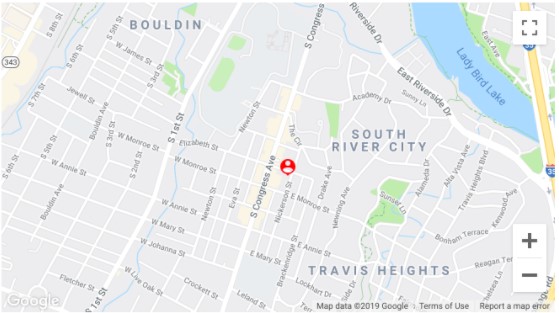 BOULDIN
S 8th St
S 6th St
S 5th St
343
W James St
S 3rd St
S Congress
Riverside Dr
East Ave
Lady Bird Lake
S 7th St
Jewell St
Bouldin Ave
S 1st St
Newton St
East Riverside Dr
Academy Dr
Sunny Ln
The Cir
SOUTH
RIVER CITY
S 5th St
S 3rd St
W Monroe St
Elizabeth St
W Monroe St
W Annie St
Bouldin Ave
Newton St
Eva St
S Congress Ave
Nickerson St
E Monroe St
Drake Ave
Newning Ave
Sunset Ln
Alameda Dr
Alta Vista Ave
Travis Heights Blvd
Kenwood Ave
W Annie St
W Mary St
W Johanna St
E Mary St
E Annie St
Brackenridge St
Bonham Terrace
Reagan Terrace
TRAVIS HEIGHTS
Fletcher St
W Live Oak St
Crockett St
Leland St
Lockhart Dr
S 1st St
Google
Map data ©2019 Google
Terms of Use
Report a map error